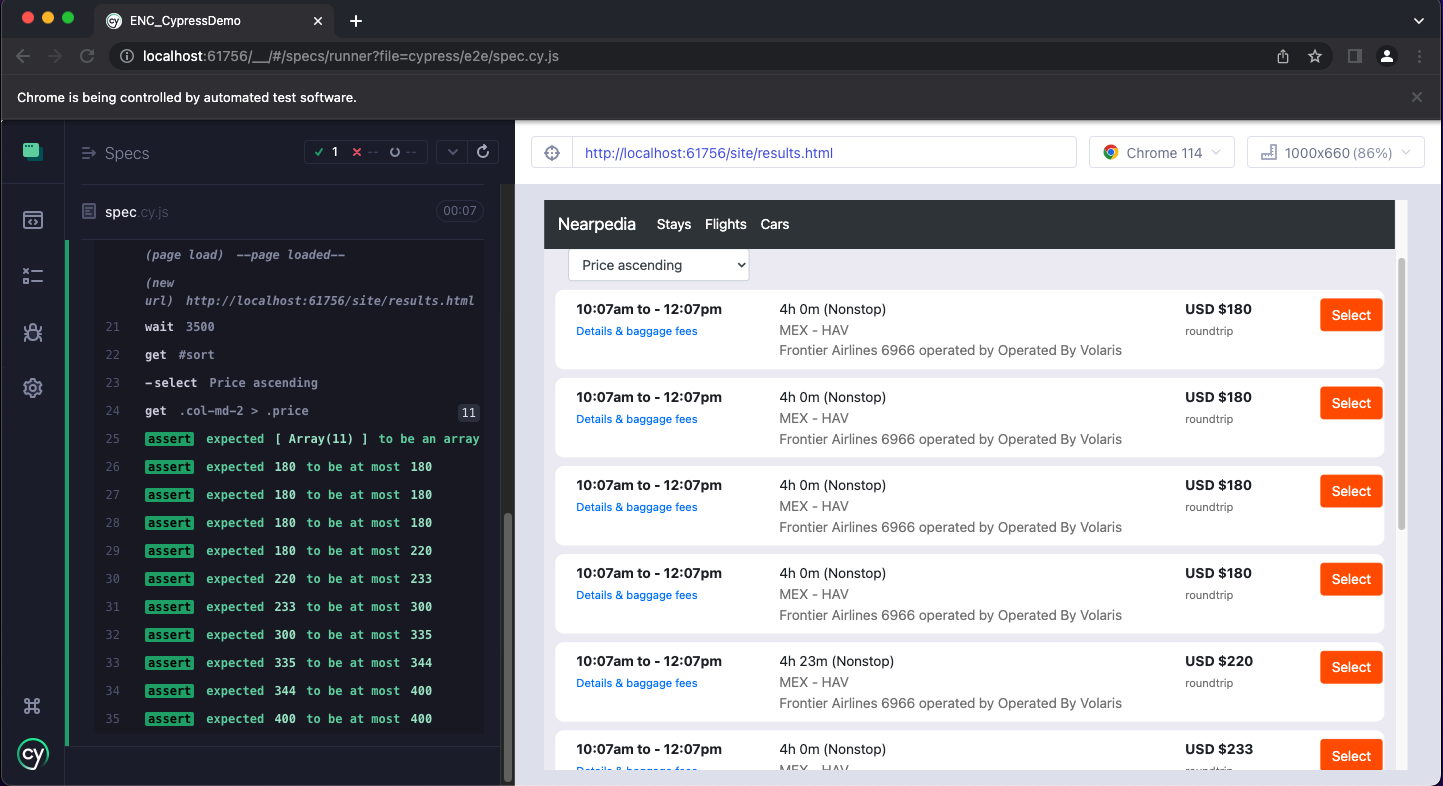 ENC_CypressDemo
localhost:61756/__/#/specs/runner?file=cypress/e2e/spec.cy.js
Chrome is being controlled by automated test software.
Specs
1 -- --
spec.cy.js 00:07
(page load) --page loaded--
(new
url) http://localhost:61756/site/results.html
21 wait 3500
22 get #sort
23 -select Price ascending
24 get .col-md-2 > .price 11
25 assert expected [ Array(11) ] to be an array
26 assert expected 180 to be at most 180
27 assert expected 180 to be at most 180
28 assert expected 180 to be at most 180
29 assert expected 180 to be at most 220
30 assert expected 220 to be at most 233
31 assert expected 233 to be at most 300
32 assert expected 300 to be at most 335
33 assert expected 335 to be at most 344
34 assert expected 344 to be at most 400
35 assert expected 400 to be at most 400
cy
http://localhost:61756/site/results.html
Chrome 114
1000x660 (86%)
Nearpedia Stays Flights Cars
Price ascending
10:07am to - 12:07pm 4h 0m (Nonstop) USD $180 Select
Details & baggage fees MEX - HAV roundtrip
Frontier Airlines 6966 operated by Operated By Volaris
10:07am to - 12:07pm 4h 0m (Nonstop) USD $180 Select
Details & baggage fees MEX - HAV roundtrip
Frontier Airlines 6966 operated by Operated By Volaris
10:07am to - 12:07pm 4h 0m (Nonstop) USD $180 Select
Details & baggage fees MEX - HAV roundtrip
Frontier Airlines 6966 operated by Operated By Volaris
10:07am to - 12:07pm 4h 0m (Nonstop) USD $180 Select
Details & baggage fees MEX - HAV roundtrip
Frontier Airlines 6966 operated by Operated By Volaris
10:07am to - 12:07pm 4h 23m (Nonstop) USD $220 Select
Details & baggage fees MEX - HAV roundtrip
Frontier Airlines 6966 operated by Operated By Volaris
10:07am to - 12:07pm 4h 0m (Nonstop) USD $233 Select